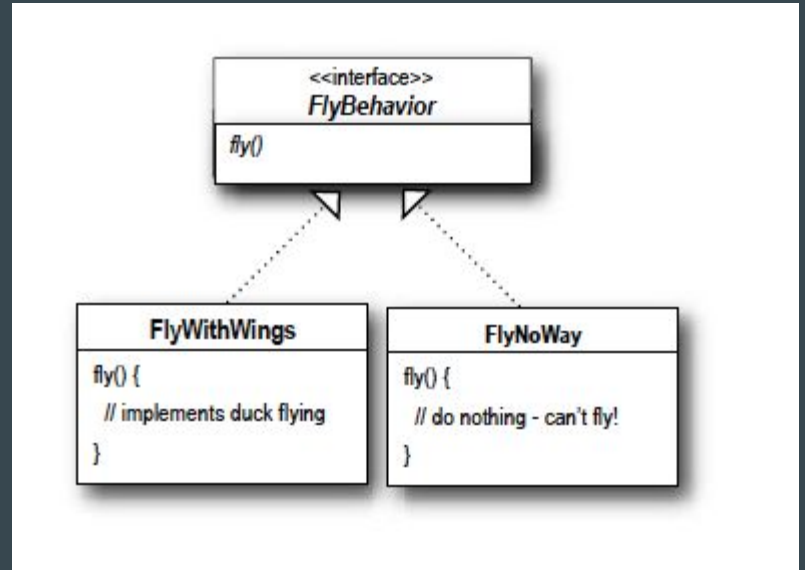 <<interface>>
FlyBehavior
fly()
FlyWithWings
fly() {
// implements duck flying
}
FlyNoWay
fly() {
// do nothing - can't fly!
}